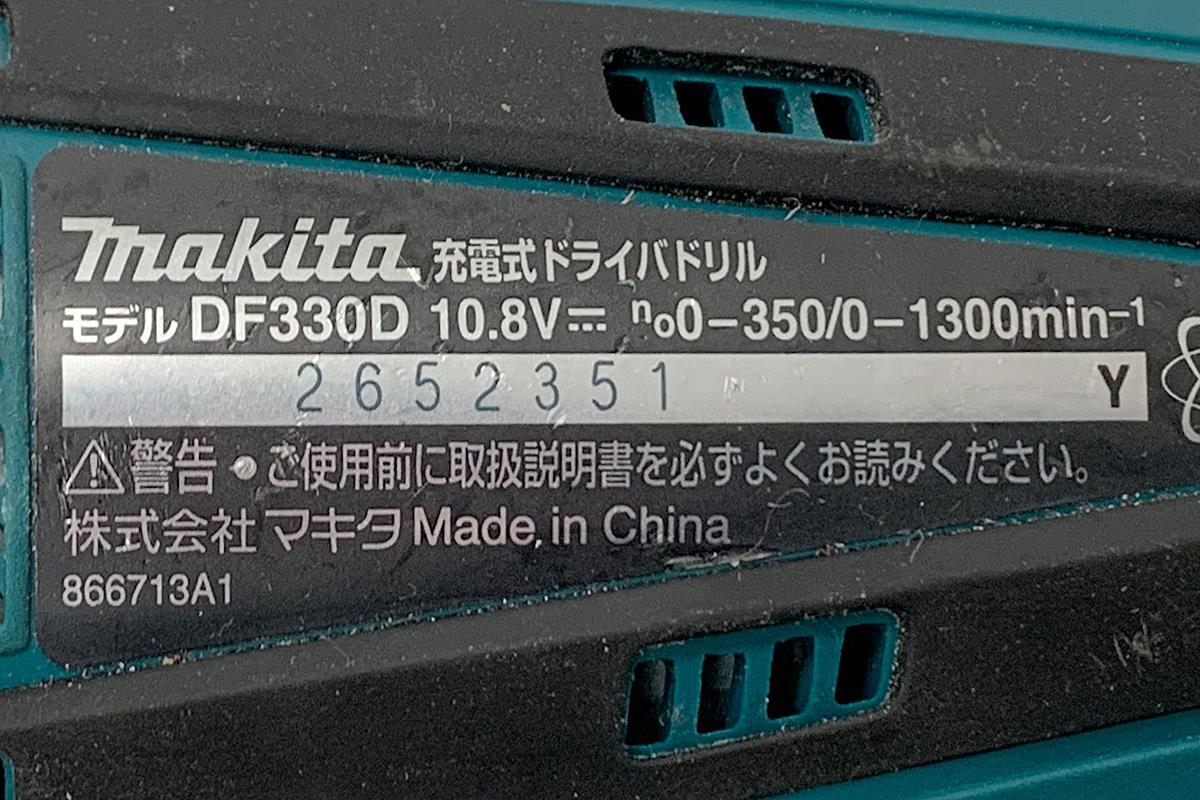 makita 充電式ドライバドリル
モデル DF330D 10.8V⎓ n₀0-350/0-1300min⁻¹
2652351 Y
⚠警告 • ご使用前に取扱説明書を必ずよくお読みください。
株式会社 マキタ Made in China
866713A1